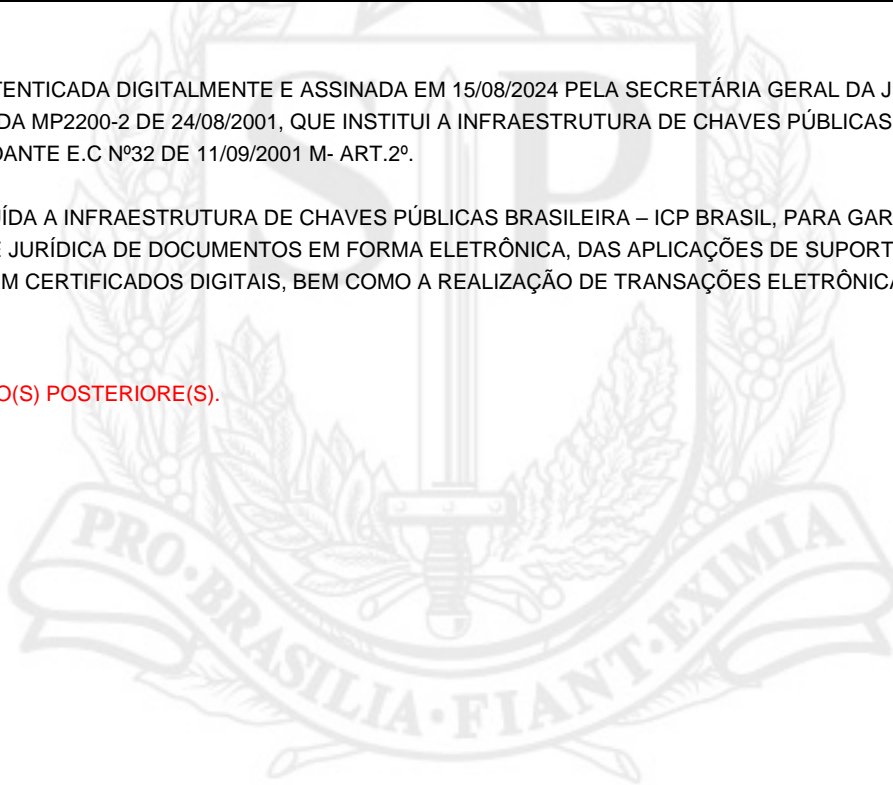 TENTICADA DIGITALMENTE E ASSINADA EM 15/08/2024 PELA SECRETÁRIA GERAL DA J
DA MP2200-2 DE 24/08/2001, QUE INSTITUI A INFRAESTRUTURA DE CHAVES PÚBLICAS
DANTE E.C Nº32 DE 11/09/2001 M- ART.2º.
ÍDA A INFRAESTRUTURA DE CHAVES PÚBLICAS BRASILEIRA – ICP BRASIL, PARA GAR
E JURÍDICA DE DOCUMENTOS EM FORMA ELETRÔNICA, DAS APLICAÇÕES DE SUPORT
M CERTIFICADOS DIGITAIS, BEM COMO A REALIZAÇÃO DE TRANSAÇÕES ELETRÔNICA
O(S) POSTERIORE(S).
SP
PRO·BRASILIA·FIANT·EXIMIA